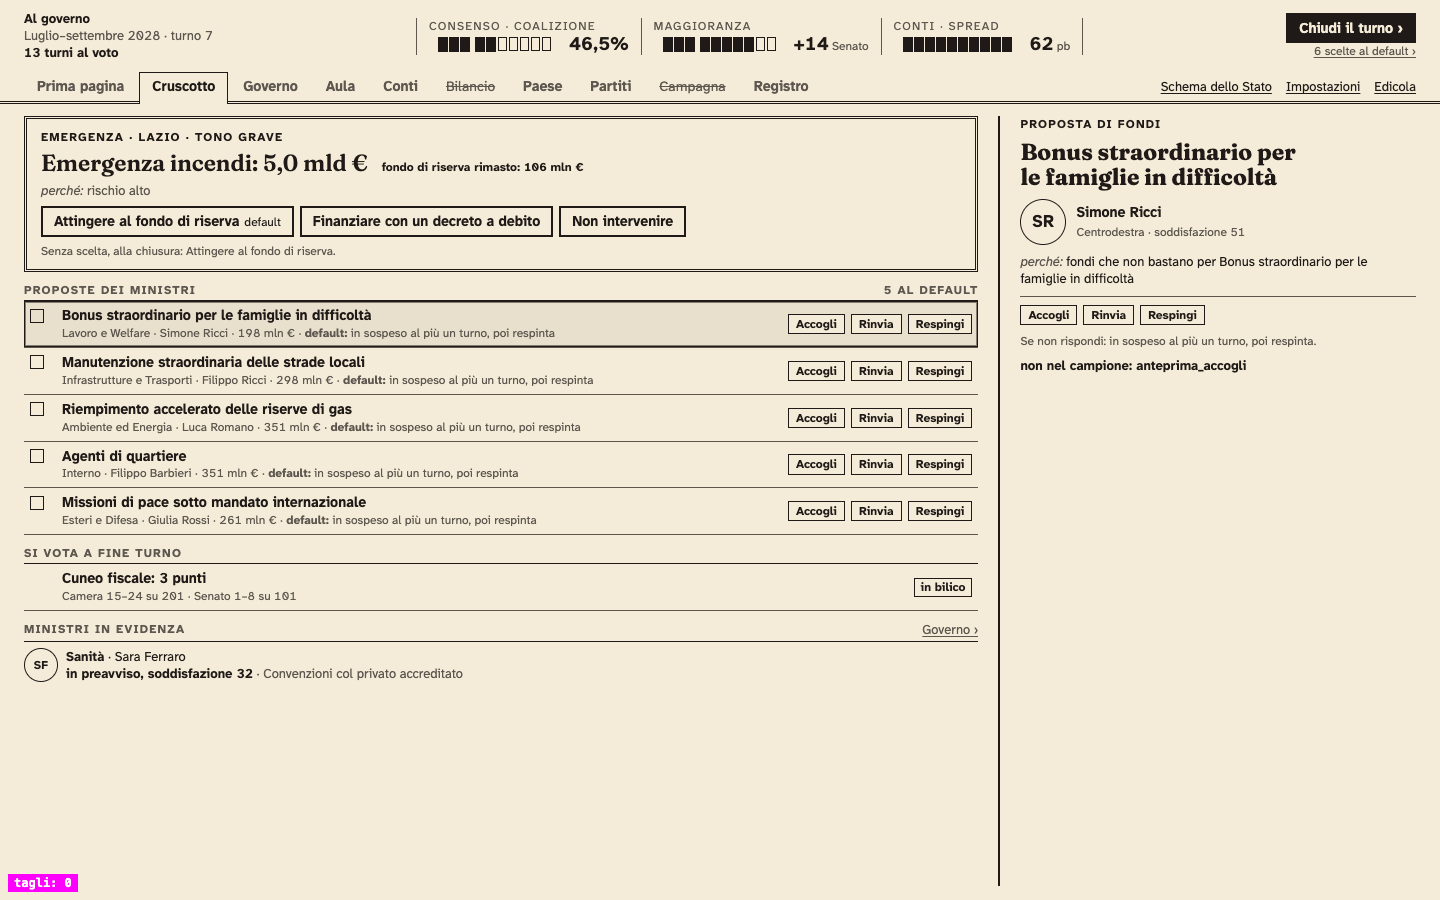 Al governo
Luglio–settembre 2028 · turno 7
13 turni al voto
CONSENSO · COALIZIONE
46,5%
MAGGIORANZA
+14 Senato
CONTI · SPREAD
62 pb
Chiudi il turno ›
6 scelte al default ›
Prima pagina Cruscotto Governo Aula Conti Bilancio Paese Partiti Campagna Registro Schema dello Stato Impostazioni Edicola
EMERGENZA · LAZIO · TONO GRAVE
Emergenza incendi: 5,0 mld € fondo di riserva rimasto: 106 mln €
perché: rischio alto
Attingere al fondo di riserva default Finanziare con un decreto a debito Non intervenire
Senza scelta, alla chiusura: Attingere al fondo di riserva.
PROPOSTE DEI MINISTRI 5 AL DEFAULT
Bonus straordinario per le famiglie in difficoltà
Lavoro e Welfare · Simone Ricci · 198 mln € · default: in sospeso al più un turno, poi respinta
Accogli Rinvia Respingi
Manutenzione straordinaria delle strade locali
Infrastrutture e Trasporti · Filippo Ricci · 298 mln € · default: in sospeso al più un turno, poi respinta
Accogli Rinvia Respingi
Riempimento accelerato delle riserve di gas
Ambiente ed Energia · Luca Romano · 351 mln € · default: in sospeso al più un turno, poi respinta
Accogli Rinvia Respingi
Agenti di quartiere
Interno · Filippo Barbieri · 351 mln € · default: in sospeso al più un turno, poi respinta
Accogli Rinvia Respingi
Missioni di pace sotto mandato internazionale
Esteri e Difesa · Giulia Rossi · 261 mln € · default: in sospeso al più un turno, poi respinta
Accogli Rinvia Respingi
SI VOTA A FINE TURNO
Cuneo fiscale: 3 punti
Camera 15–24 su 201 · Senato 1–8 su 101
in bilico
MINISTRI IN EVIDENZA Governo ›
SF
Sanità · Sara Ferraro
in preavviso, soddisfazione 32 · Convenzioni col privato accreditato
PROPOSTA DI FONDI
Bonus straordinario per
le famiglie in difficoltà
SR
Simone Ricci
Centrodestra · soddisfazione 51
perché: fondi che non bastano per Bonus straordinario per le
famiglie in difficoltà
Accogli Rinvia Respingi
Se non rispondi: in sospeso al più un turno, poi respinta.
non nel campione: anteprima_accogli
tagli: 0